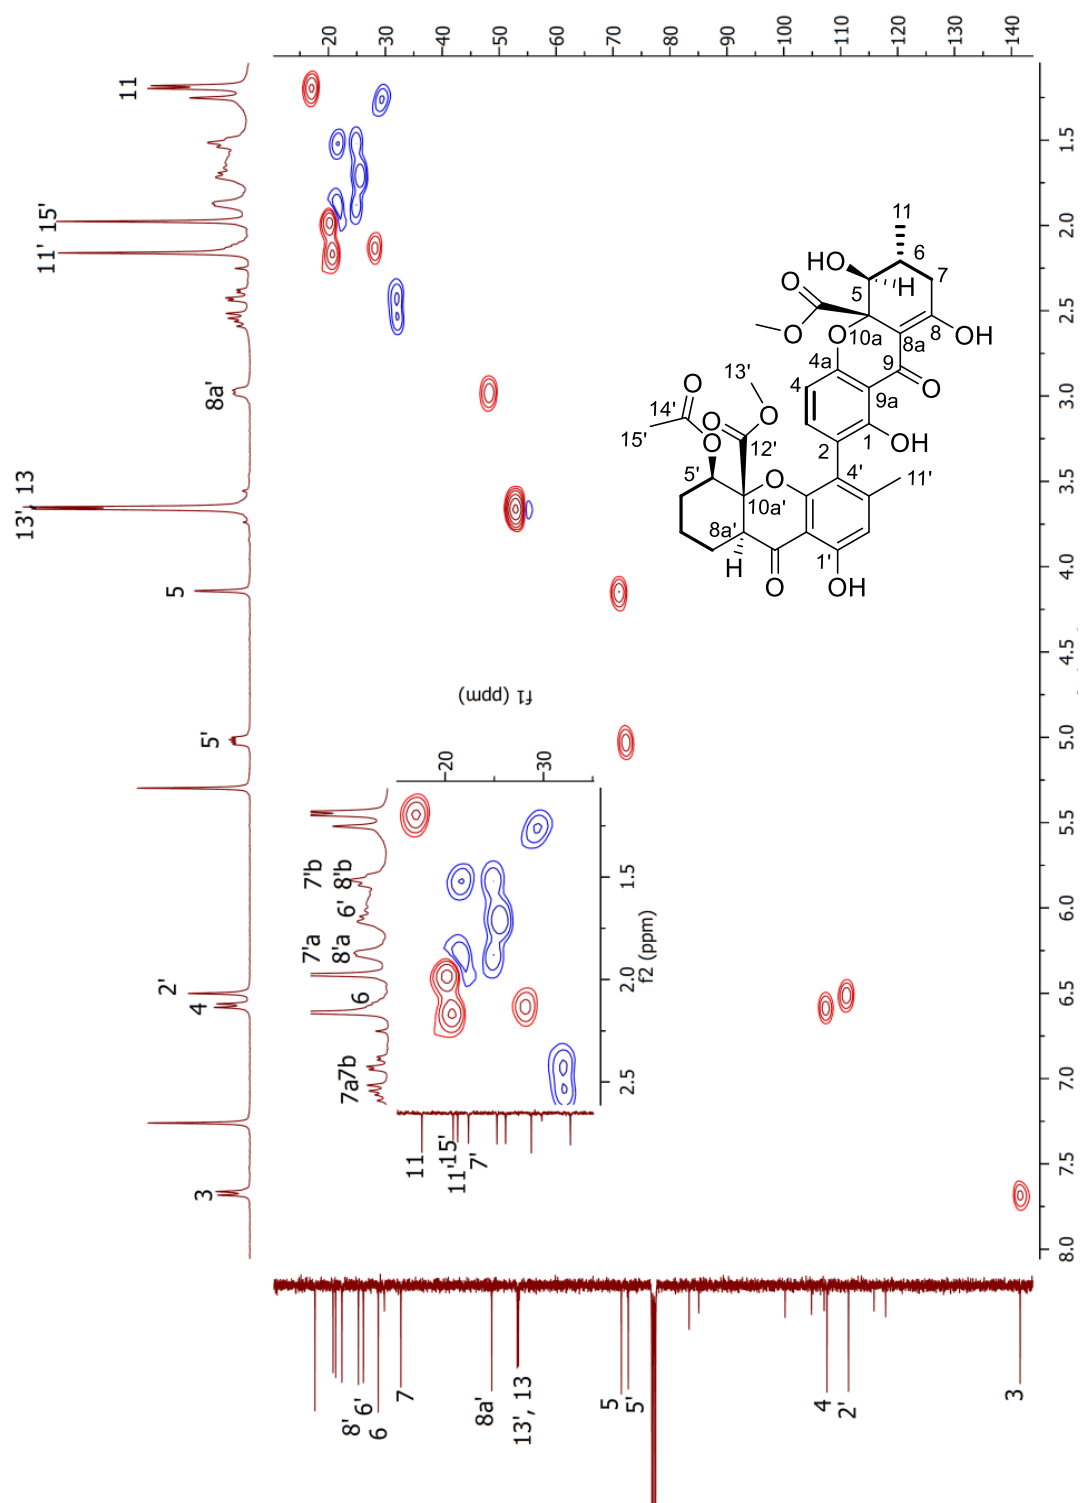 11
11' 15'
8a'
13', 13
5
5'
2'
4
3
20 30 40 50 60 70 80 90 100 110 120 130 140
1.5 2.0 2.5 3.0 3.5 4.0 4.5 5.0 5.5 6.0 6.5 7.0 7.5 8.0
f1 (ppm)
20 30
1.5 2.0 2.5
f2 (ppm)
7'b
8'b
6'
7'a
8'a
6
7a7b
11
15'
11'
7'
8'
6'
6
7
8a'
13', 13
5
5'
4
2'
3
11
HO
6
5
H
7
O
O
10a
8
OH
8a
O
4a
9
O
4
9a
13'
O
14'
O
O
15'
12'
1
OH
O
2
5'
O
4'
11'
10a'
8a'
H
O
1'
OH